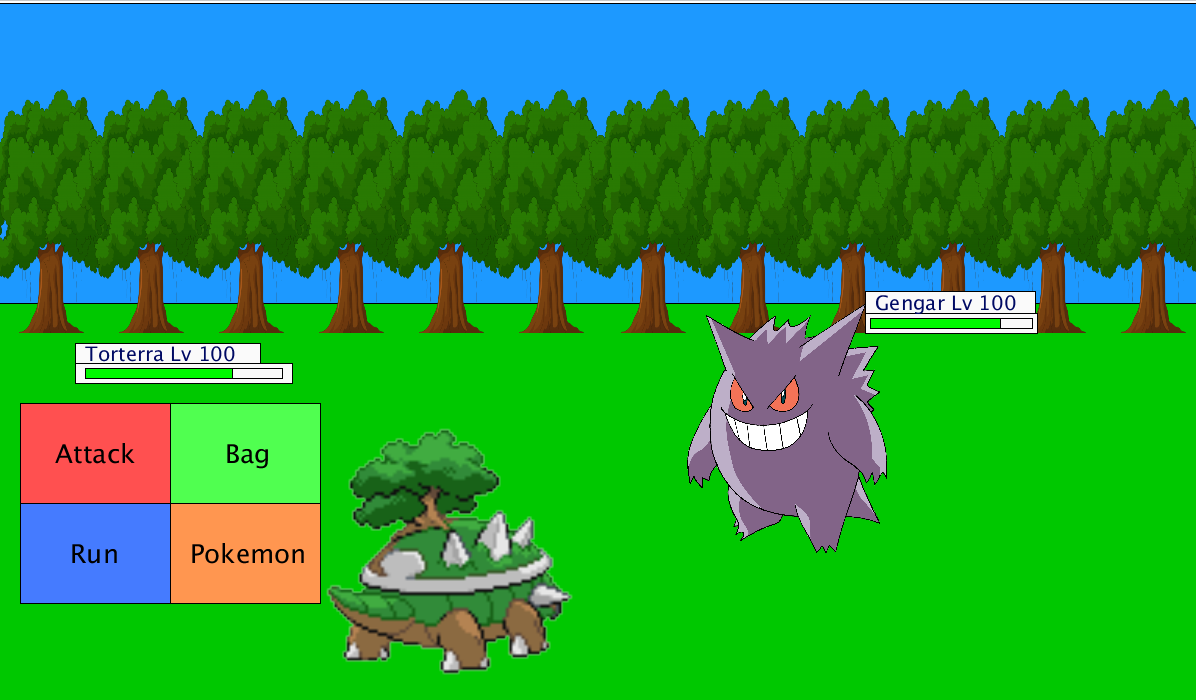 Gengar Lv 100
Torterra Lv 100
Attack
Bag
Run
Pokemon